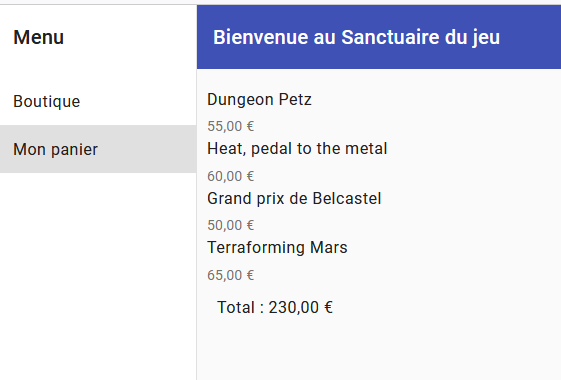 Menu
Bienvenue au Sanctuaire du jeu
Boutique
Mon panier
Dungeon Petz
55,00 €
Heat, pedal to the metal
60,00 €
Grand prix de Belcastel
50,00 €
Terraforming Mars
65,00 €
Total : 230,00 €